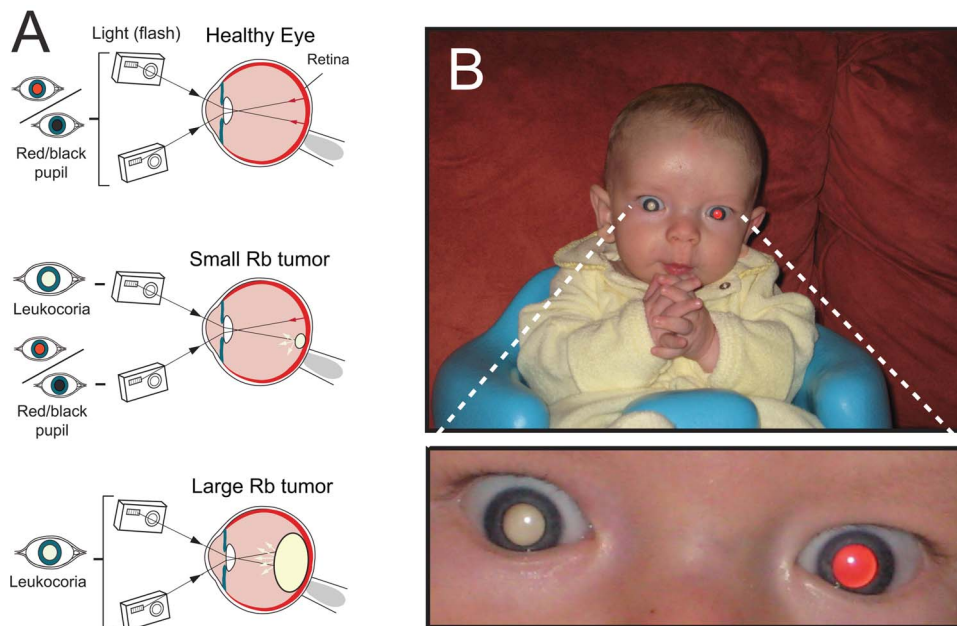 A
Light (flash)
Healthy Eye
Retina
Red/black
pupil
Small Rb tumor
Leukocoria
Red/black
pupil
Large Rb tumor
Leukocoria
B